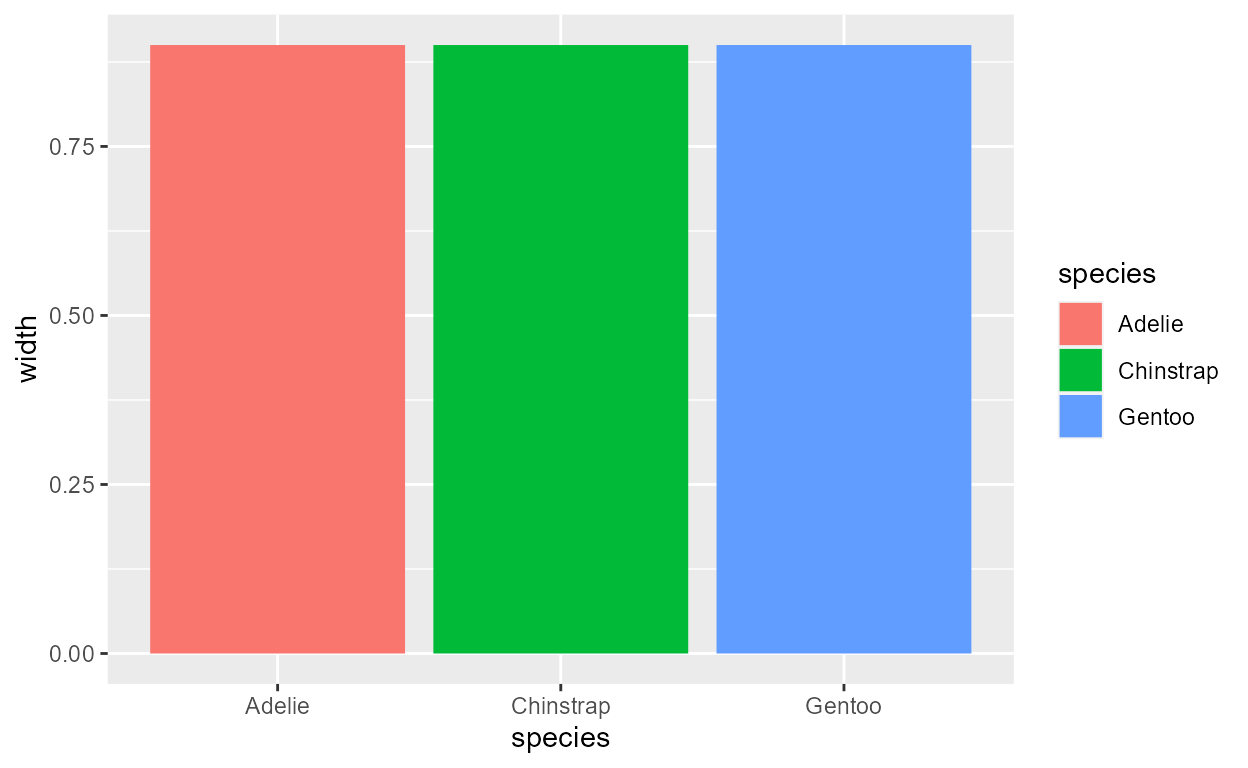 width
0.75
0.50
0.25
0.00
Adelie
Chinstrap
Gentoo
species
species
Adelie
Chinstrap
Gentoo